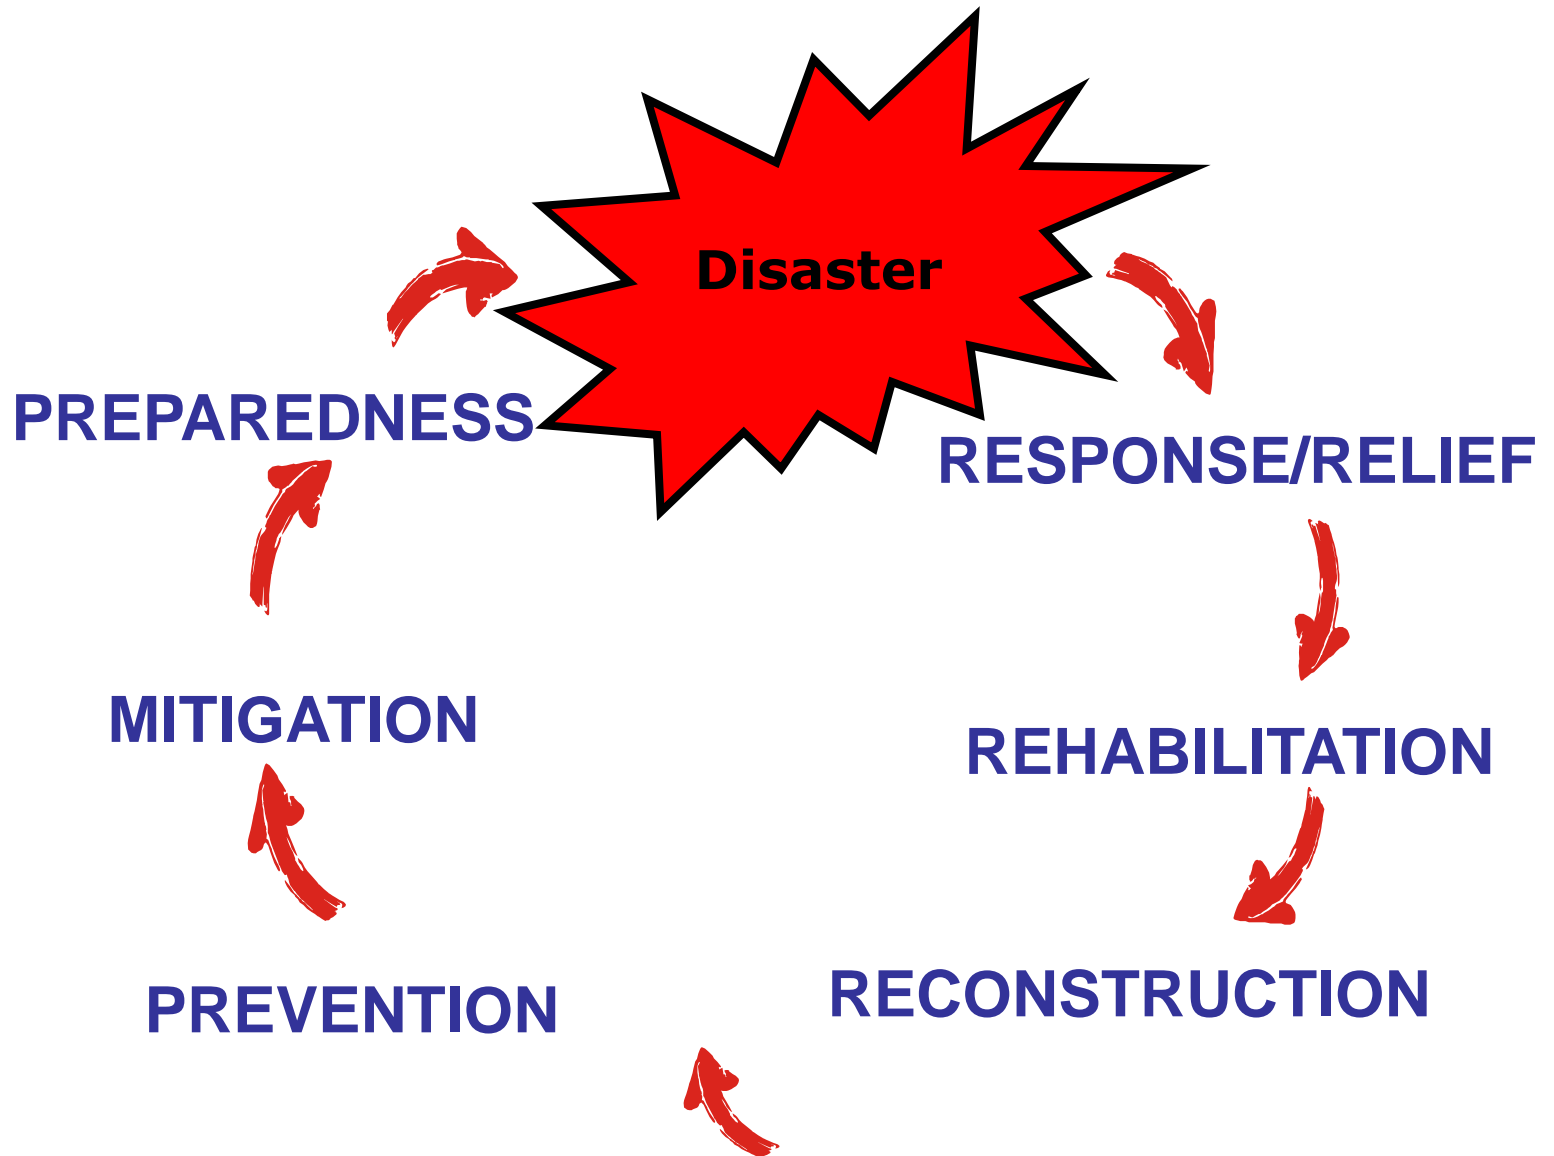 Disaster
PREPAREDNESS
RESPONSE/RELIEF
MITIGATION
REHABILITATION
PREVENTION
RECONSTRUCTION